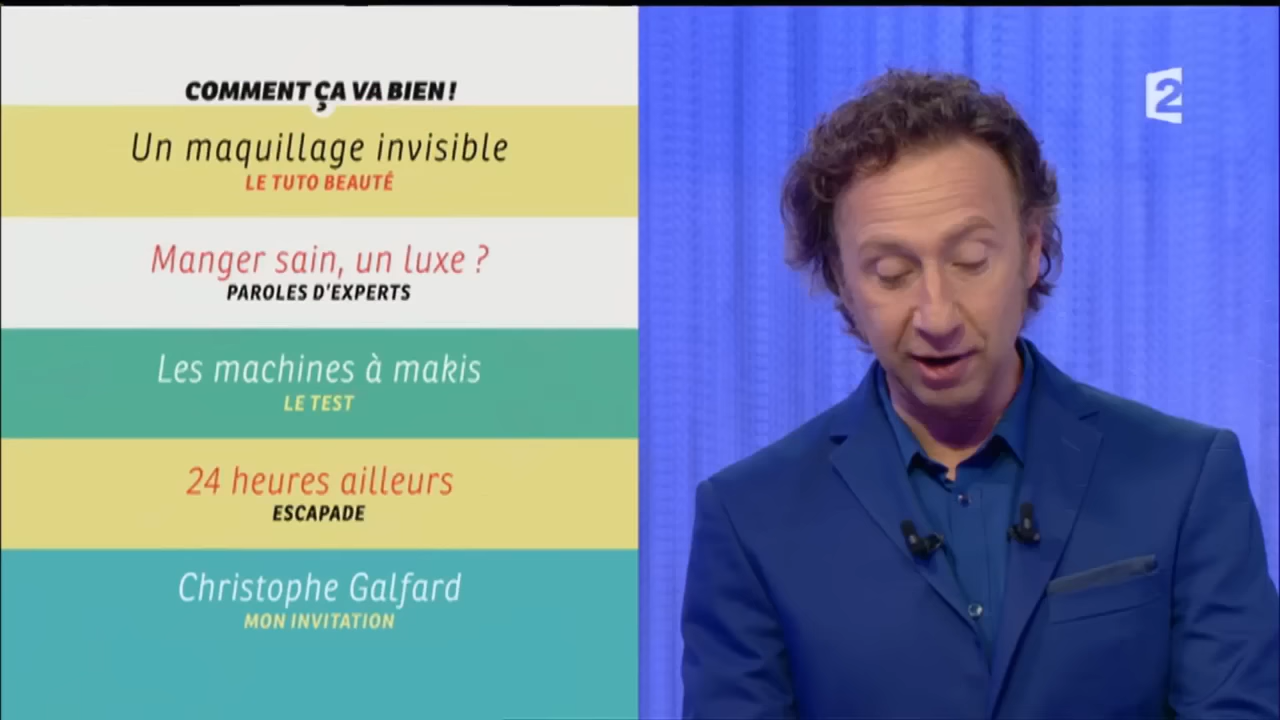 COMMENT ÇA VA BIEN !
Un maquillage invisible
LE TUTO BEAUTÉ
Manger sain, un luxe ?
PAROLES D'EXPERTS
Les machines à makis
LE TEST
24 heures ailleurs
ESCAPADE
Christophe Galfard
MON INVITATION
2